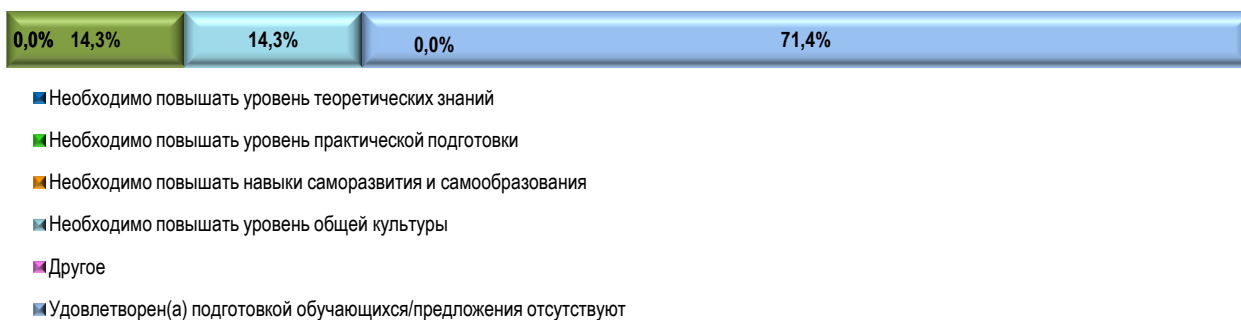 0,0% 14,3% 14,3% 0,0% 71,4%
Необходимо повышать уровень теоретических знаний
Необходимо повышать уровень практической подготовки
Необходимо повышать навыки саморазвития и самообразования
Необходимо повышать уровень общей культуры
Другое
Удовлетворен(а) подготовкой обучающихся/предложения отсутствуют